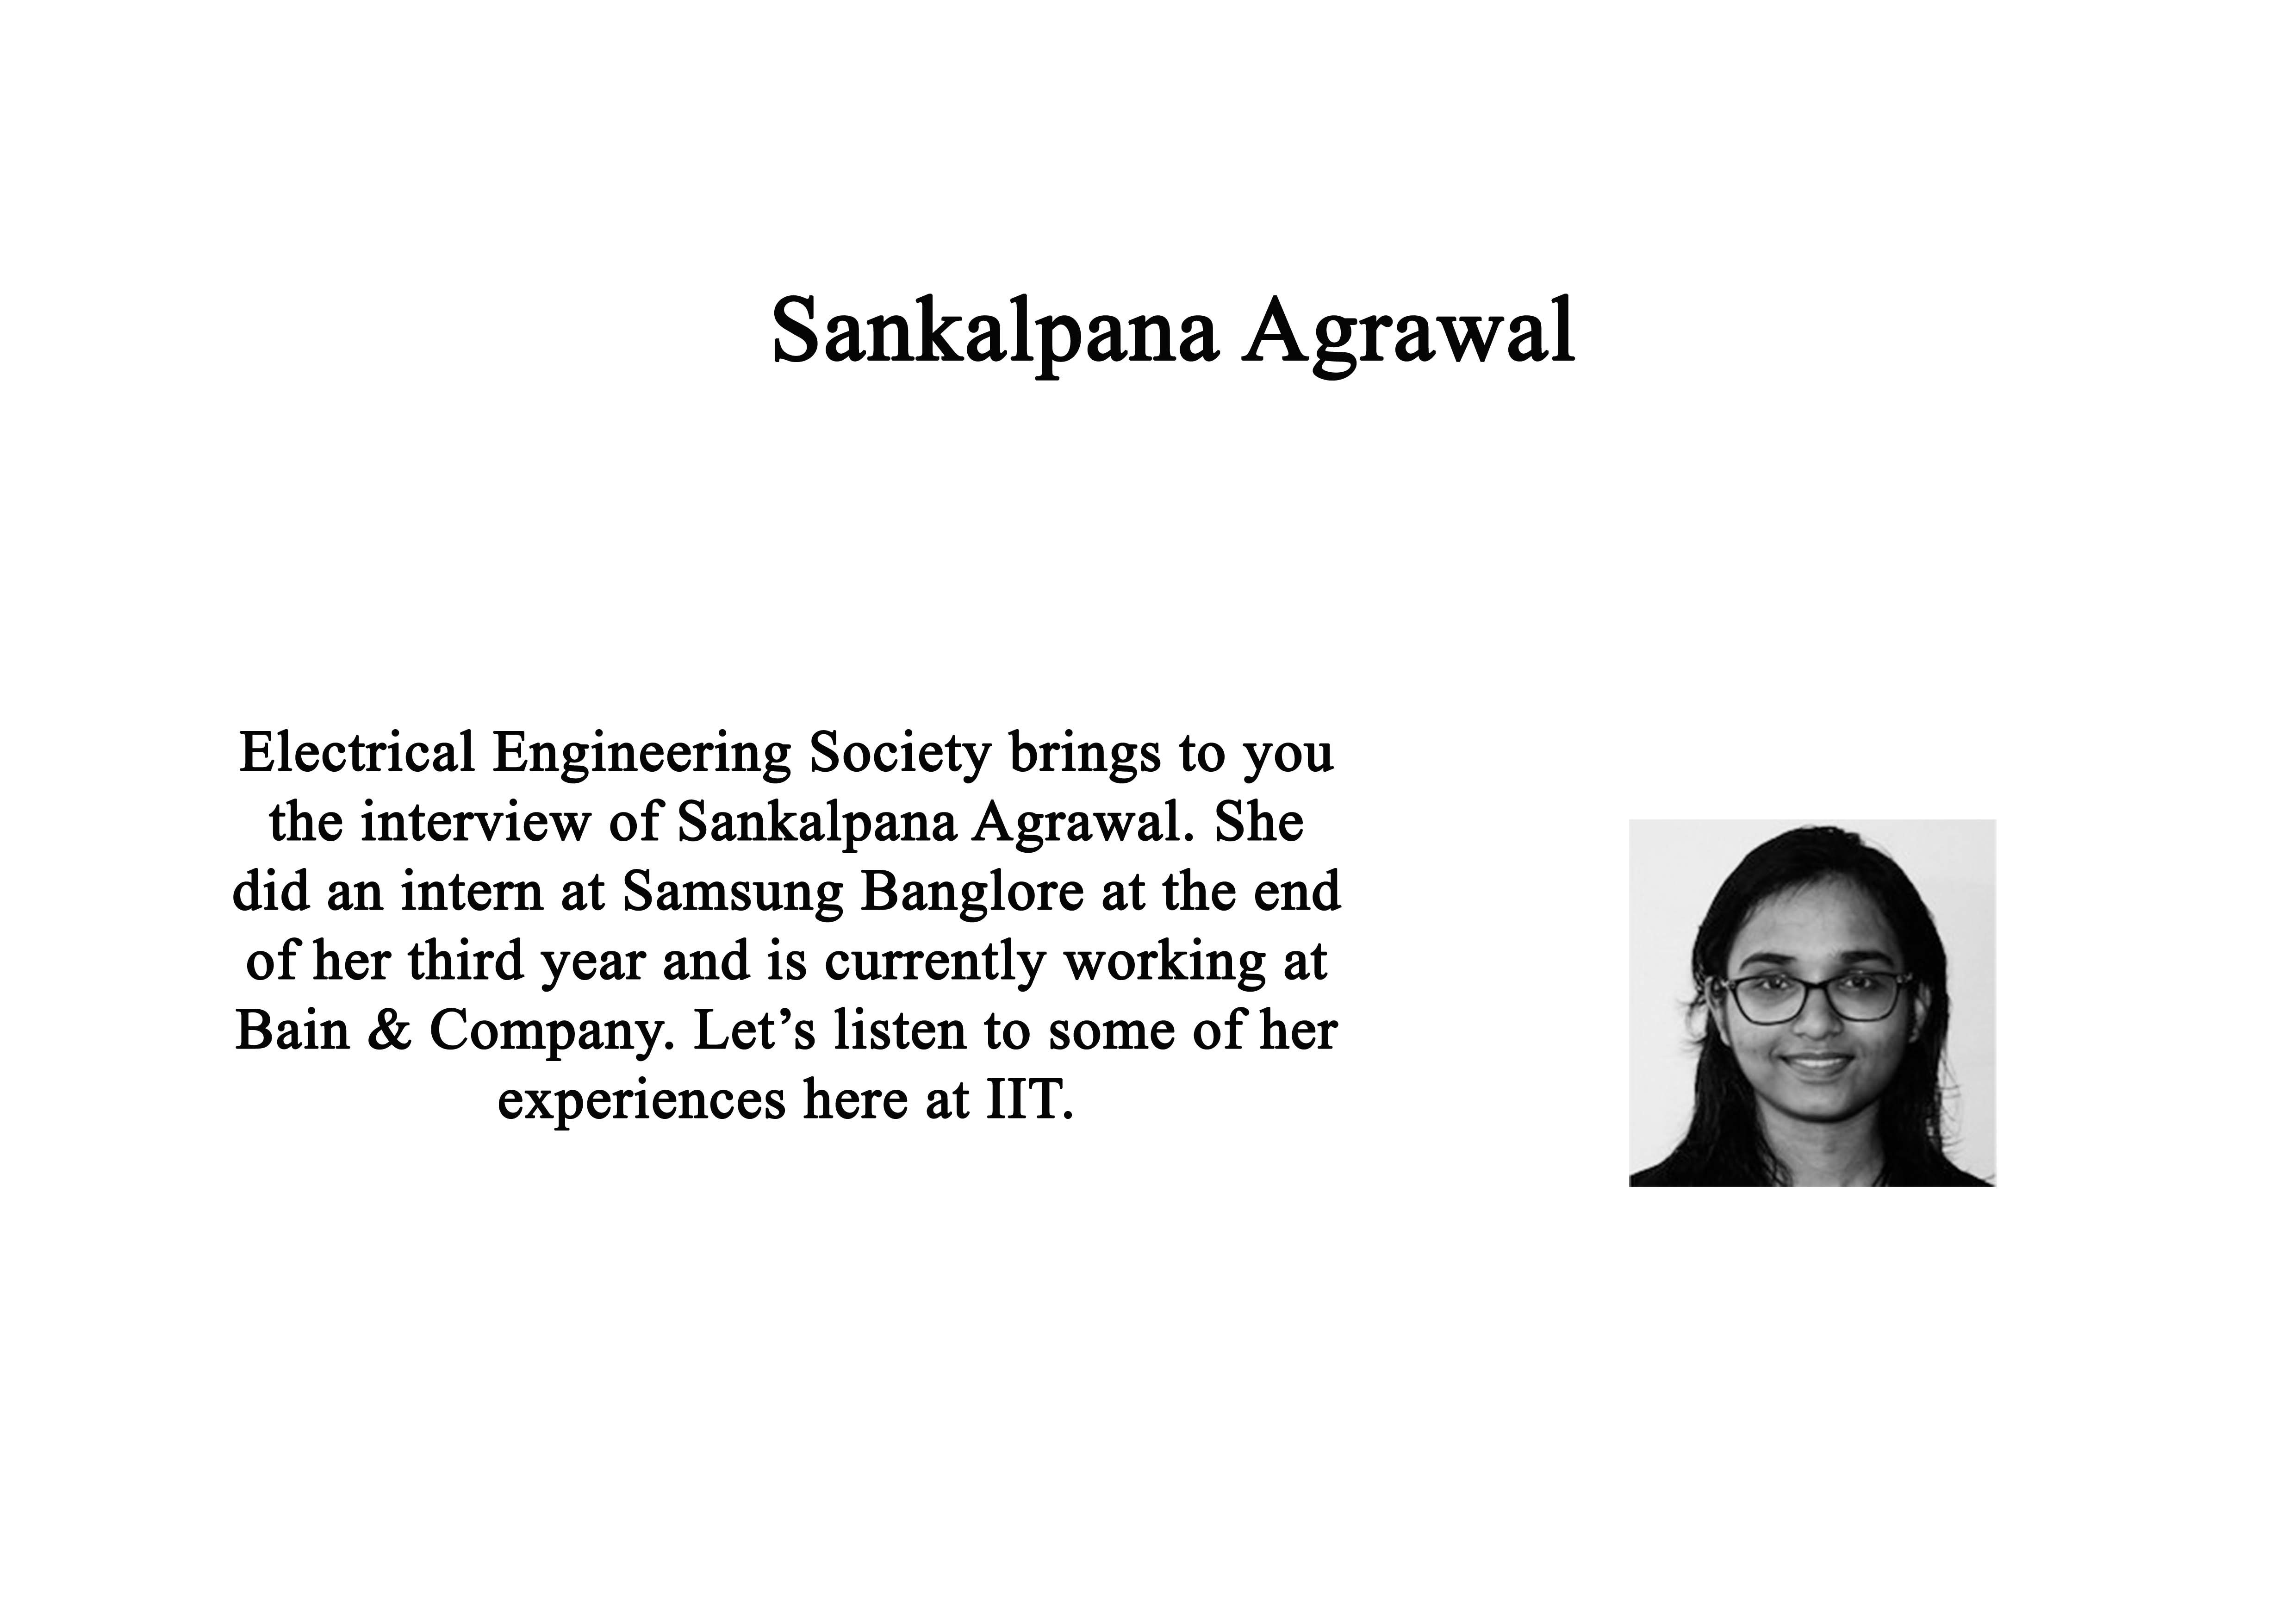 Sankalpana Agrawal
Electrical Engineering Society brings to you
the interview of Sankalpana Agrawal. She
did an intern at Samsung Banglore at the end
of her third year and is currently working at
Bain & Company. Let’s listen to some of her
experiences here at IIT.